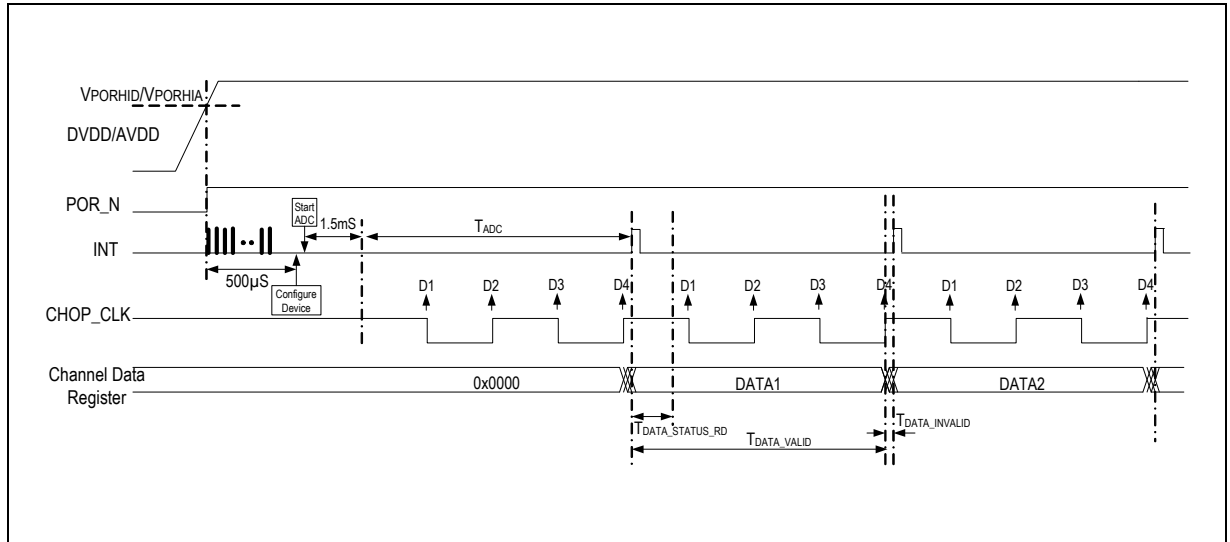 VPORHID/VPORHIA
DVDD/AVDD
POR_N
Start
ADC
1.5mS
TADC
INT
500µS
Configure
Device
D1 D2 D3 D4 D1 D2 D3 D4 D1 D2 D3 D4
CHOP_CLK
Channel Data
Register
0x0000 DATA1 DATA2
TDATA_STATUS_RD
TDATA_INVALID
TDATA_VALID